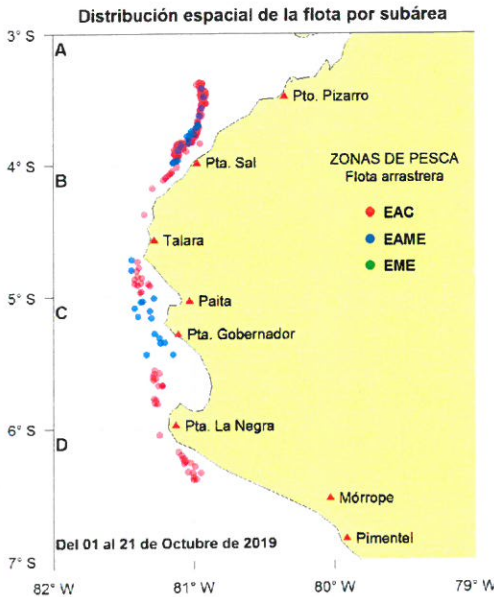 Distribución espacial de la flota por subárea
3° S
A
Pto. Pizarro
ZONAS DE PESCA
Flota arrastrera
4° S
Pta. Sal
B
EAC
EAME
Talara
EME
5° S
Paita
C
Pta. Gobernador
6° S
Pta. La Negra
D
Mórrope
Del 01 al 21 de Octubre de 2019
Pimentel
7° S
82° W 81° W 80° W 79° W